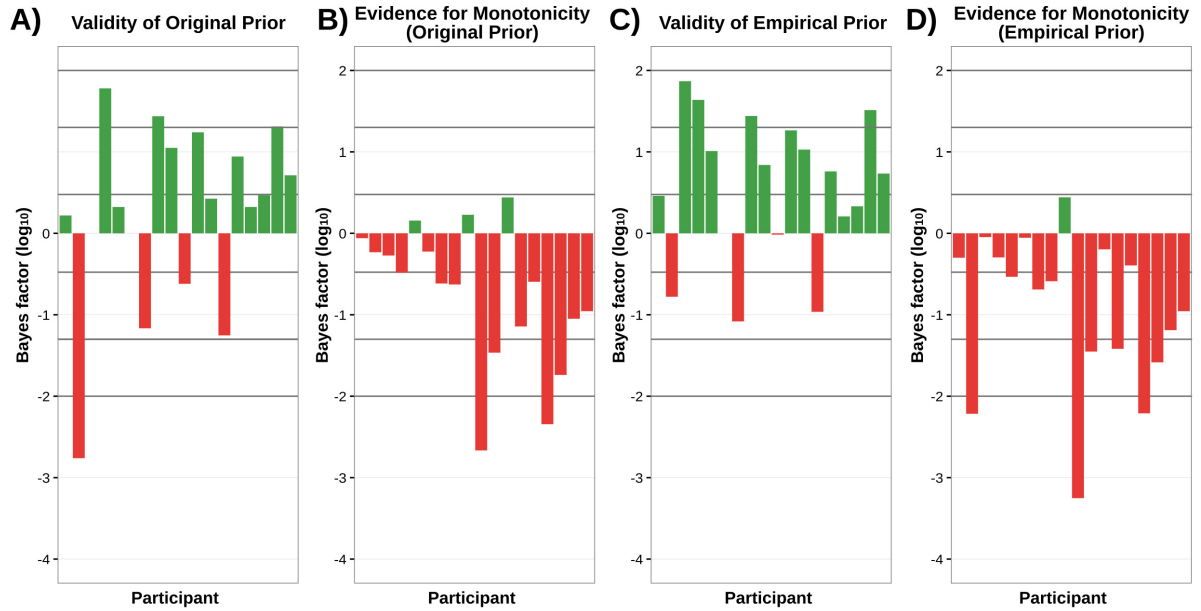 A) Validity of Original Prior
Bayes factor (log10)
2
1
0
-1
-2
-3
-4
Participant
B) Evidence for Monotonicity
(Original Prior)
Bayes factor (log10)
2
1
0
-1
-2
-3
-4
Participant
C) Validity of Empirical Prior
Bayes factor (log10)
2
1
0
-1
-2
-3
-4
Participant
D) Evidence for Monotonicity
(Empirical Prior)
Bayes factor (log10)
2
1
0
-1
-2
-3
-4
Participant